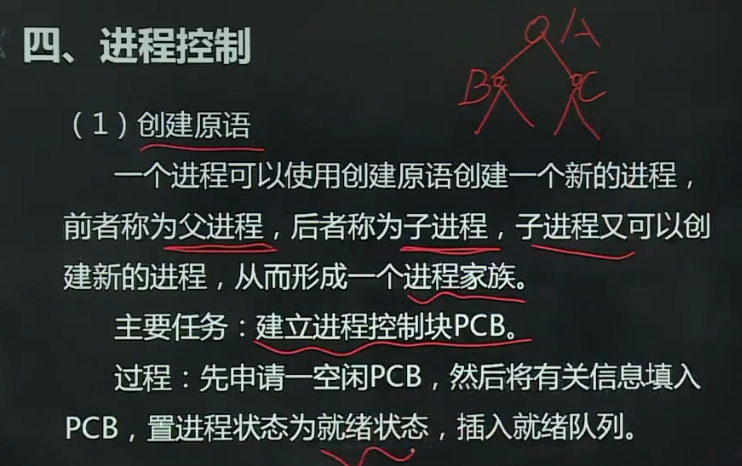 四、进程控制
A
B
C
（1）创建原语
一个进程可以使用创建原语创建一个新的进程，
前者称为父进程，后者称为子进程，子进程又可以创
建新的进程，从而形成一个进程家族。
主要任务：建立进程控制块PCB。
过程：先申请一空闲PCB，然后将有关信息填入
PCB，置进程状态为就绪状态，插入就绪队列。